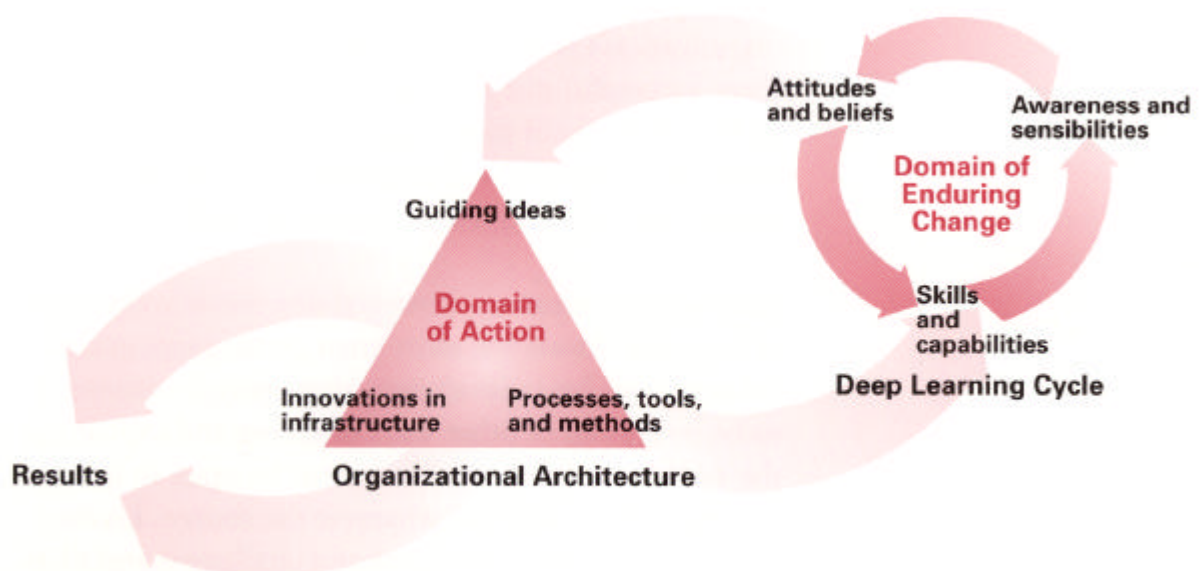 Attitudes
and beliefs
Awareness and
sensibilities
Domain of
Enduring
Change
Guiding ideas
Skills
and
capabilities
Deep Learning Cycle
Domain
of Action
Innovations in
infrastructure
Processes, tools,
and methods
Results
Organizational Architecture